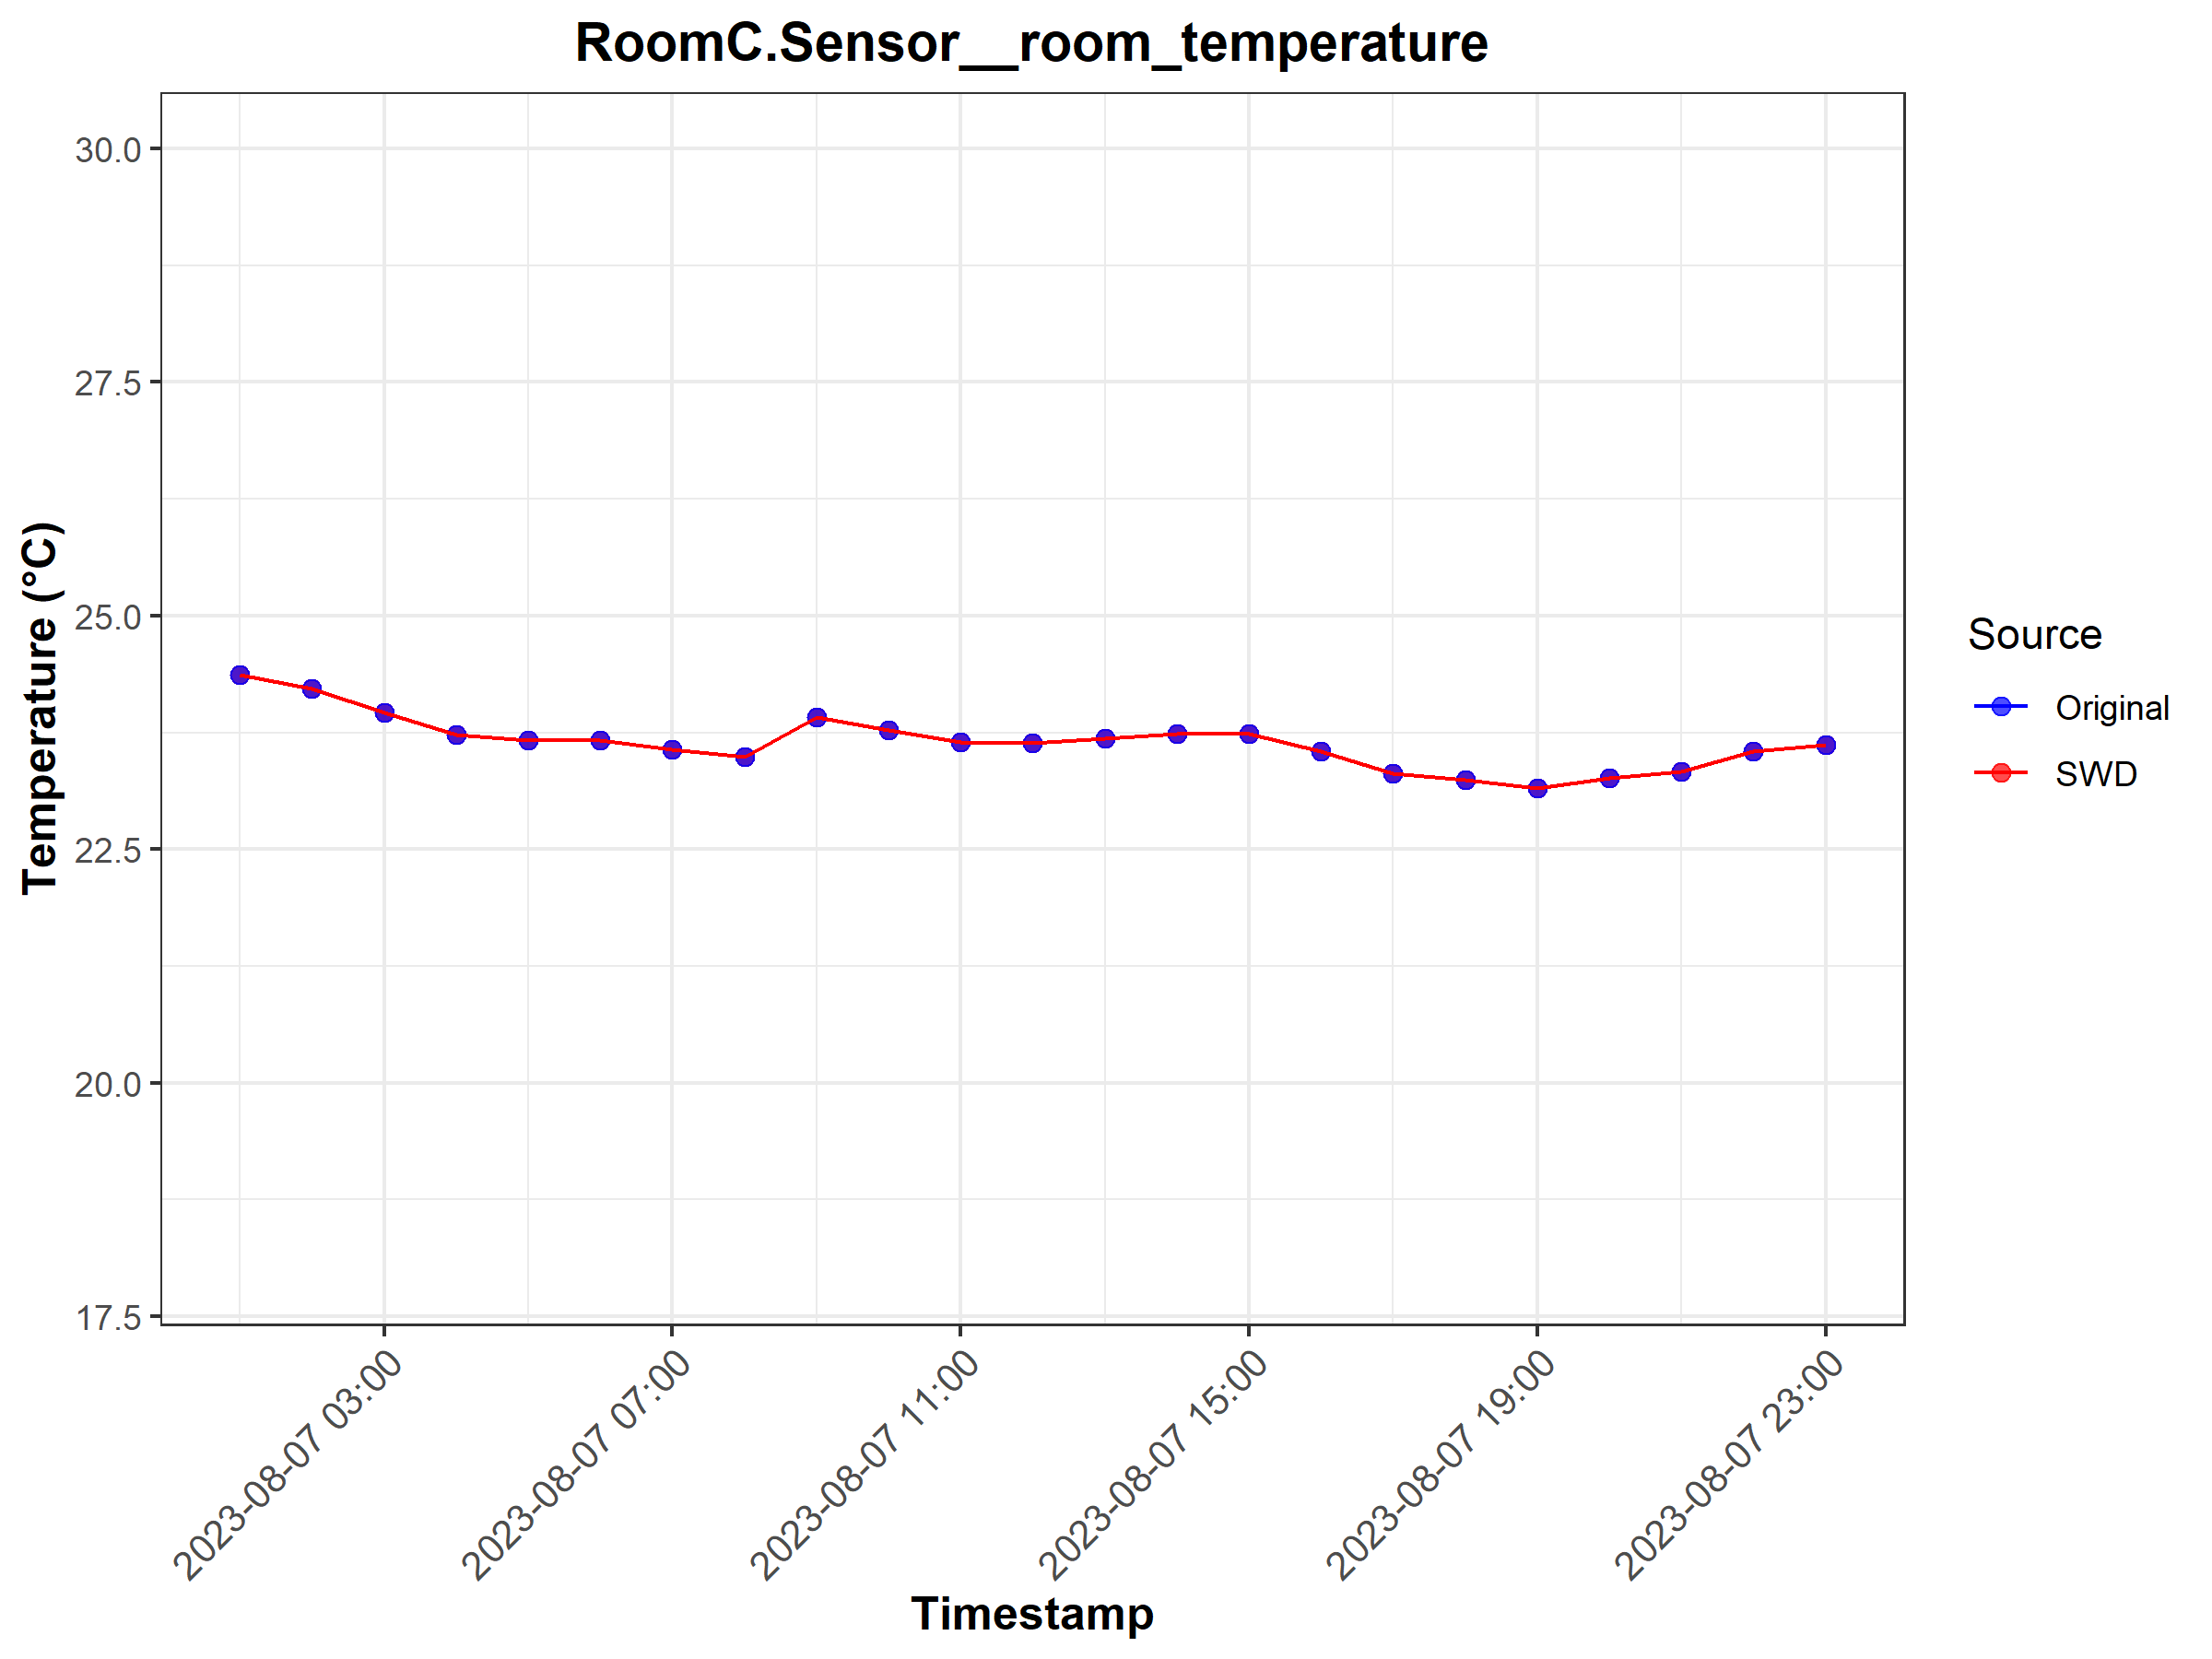 RoomC.Sensor__room_temperature
Temperature (°C)
30.0
27.5
25.0
22.5
20.0
17.5
2023-08-07 03:00
2023-08-07 07:00
2023-08-07 11:00
2023-08-07 15:00
2023-08-07 19:00
2023-08-07 23:00
Timestamp
Source
Original
SWD